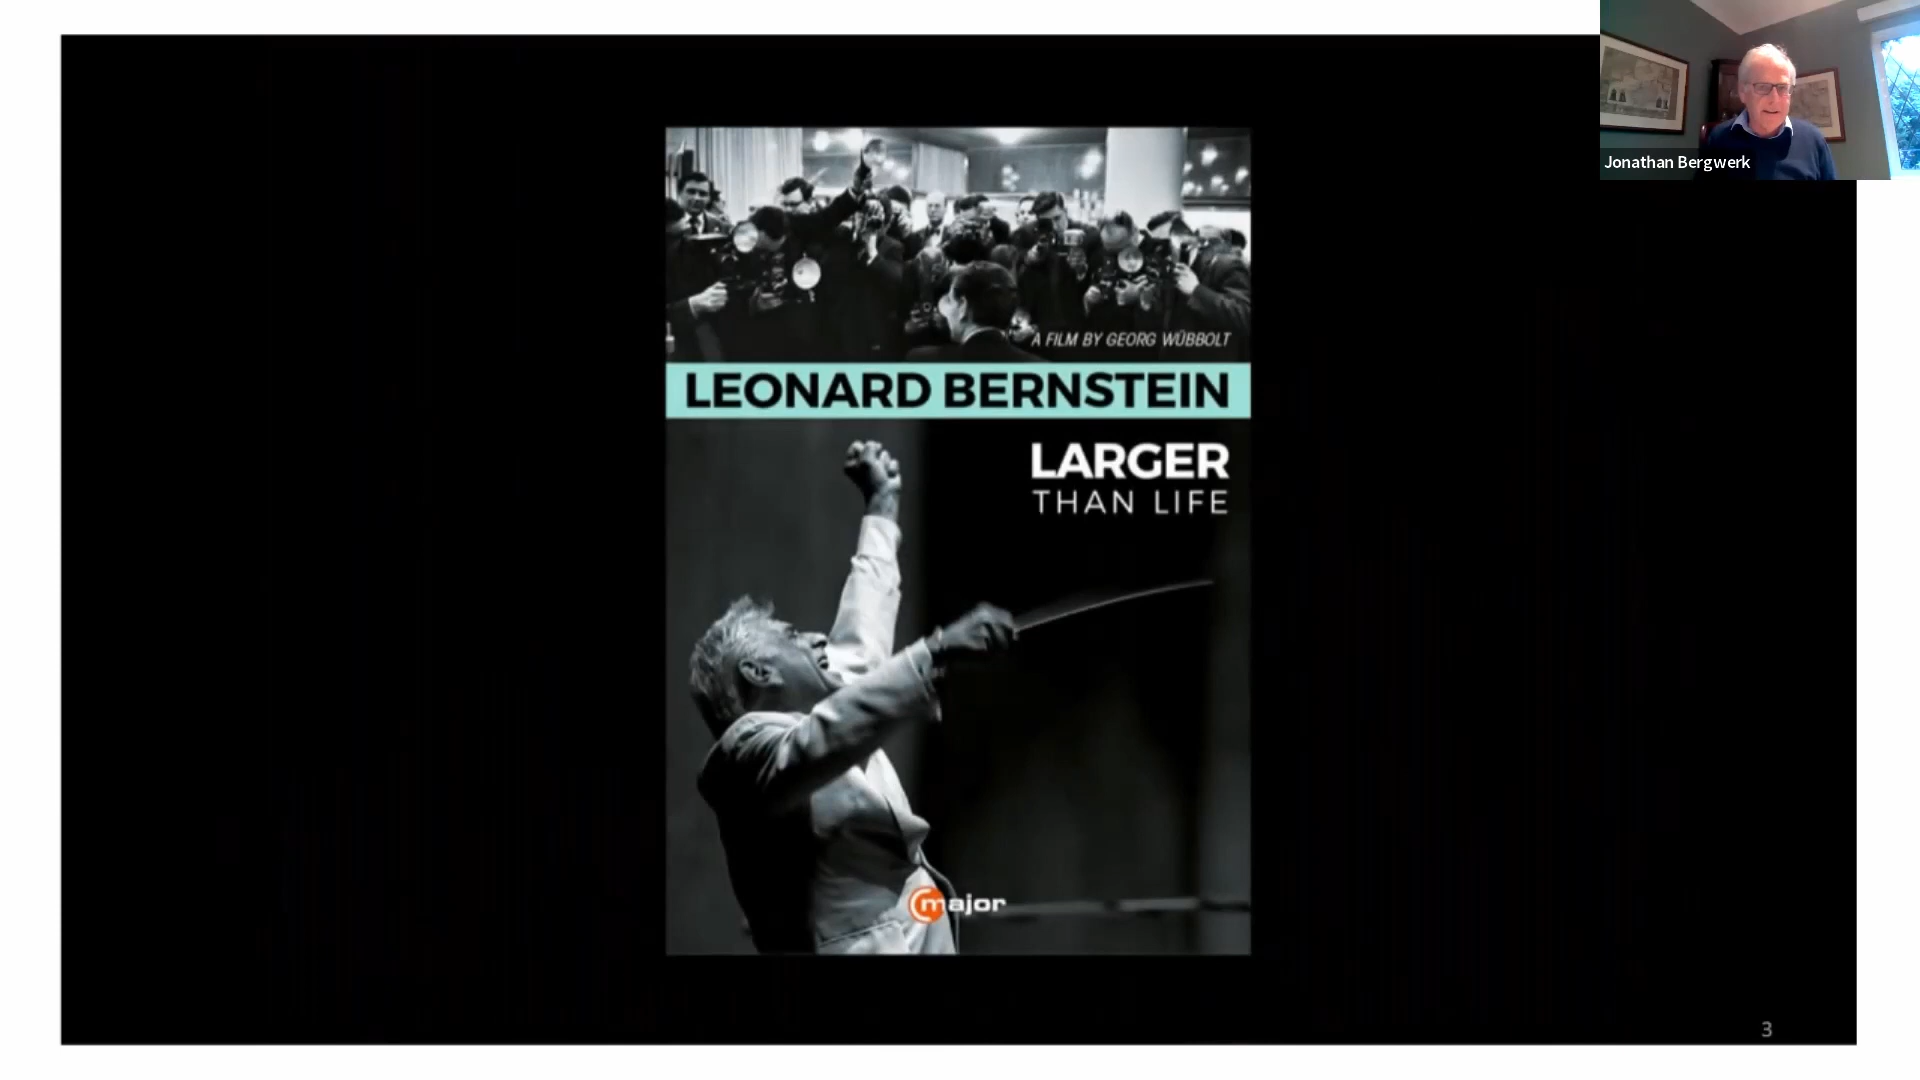 Jonathan Bergwerk
A FILM BY GEORG WÜBBOLT
LEONARD BERNSTEIN
LARGER
THAN LIFE
major
3